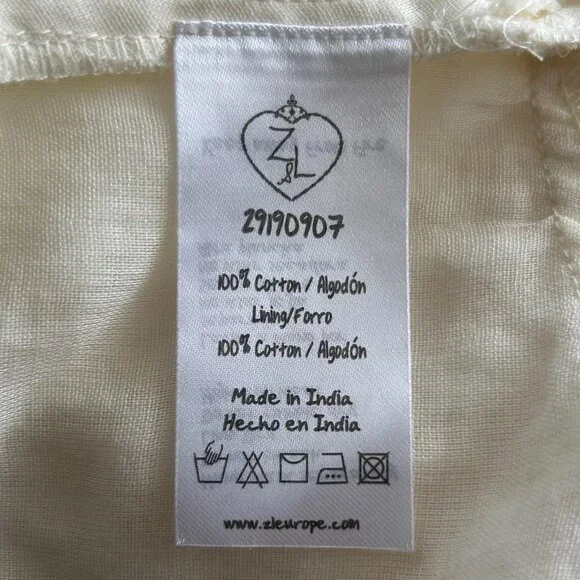 Z&L
29190907
100% Cotton / Algodón
Lining/Forro
100% Cotton / Algodón
Made in India
Hecho en India
www.zleurope.com